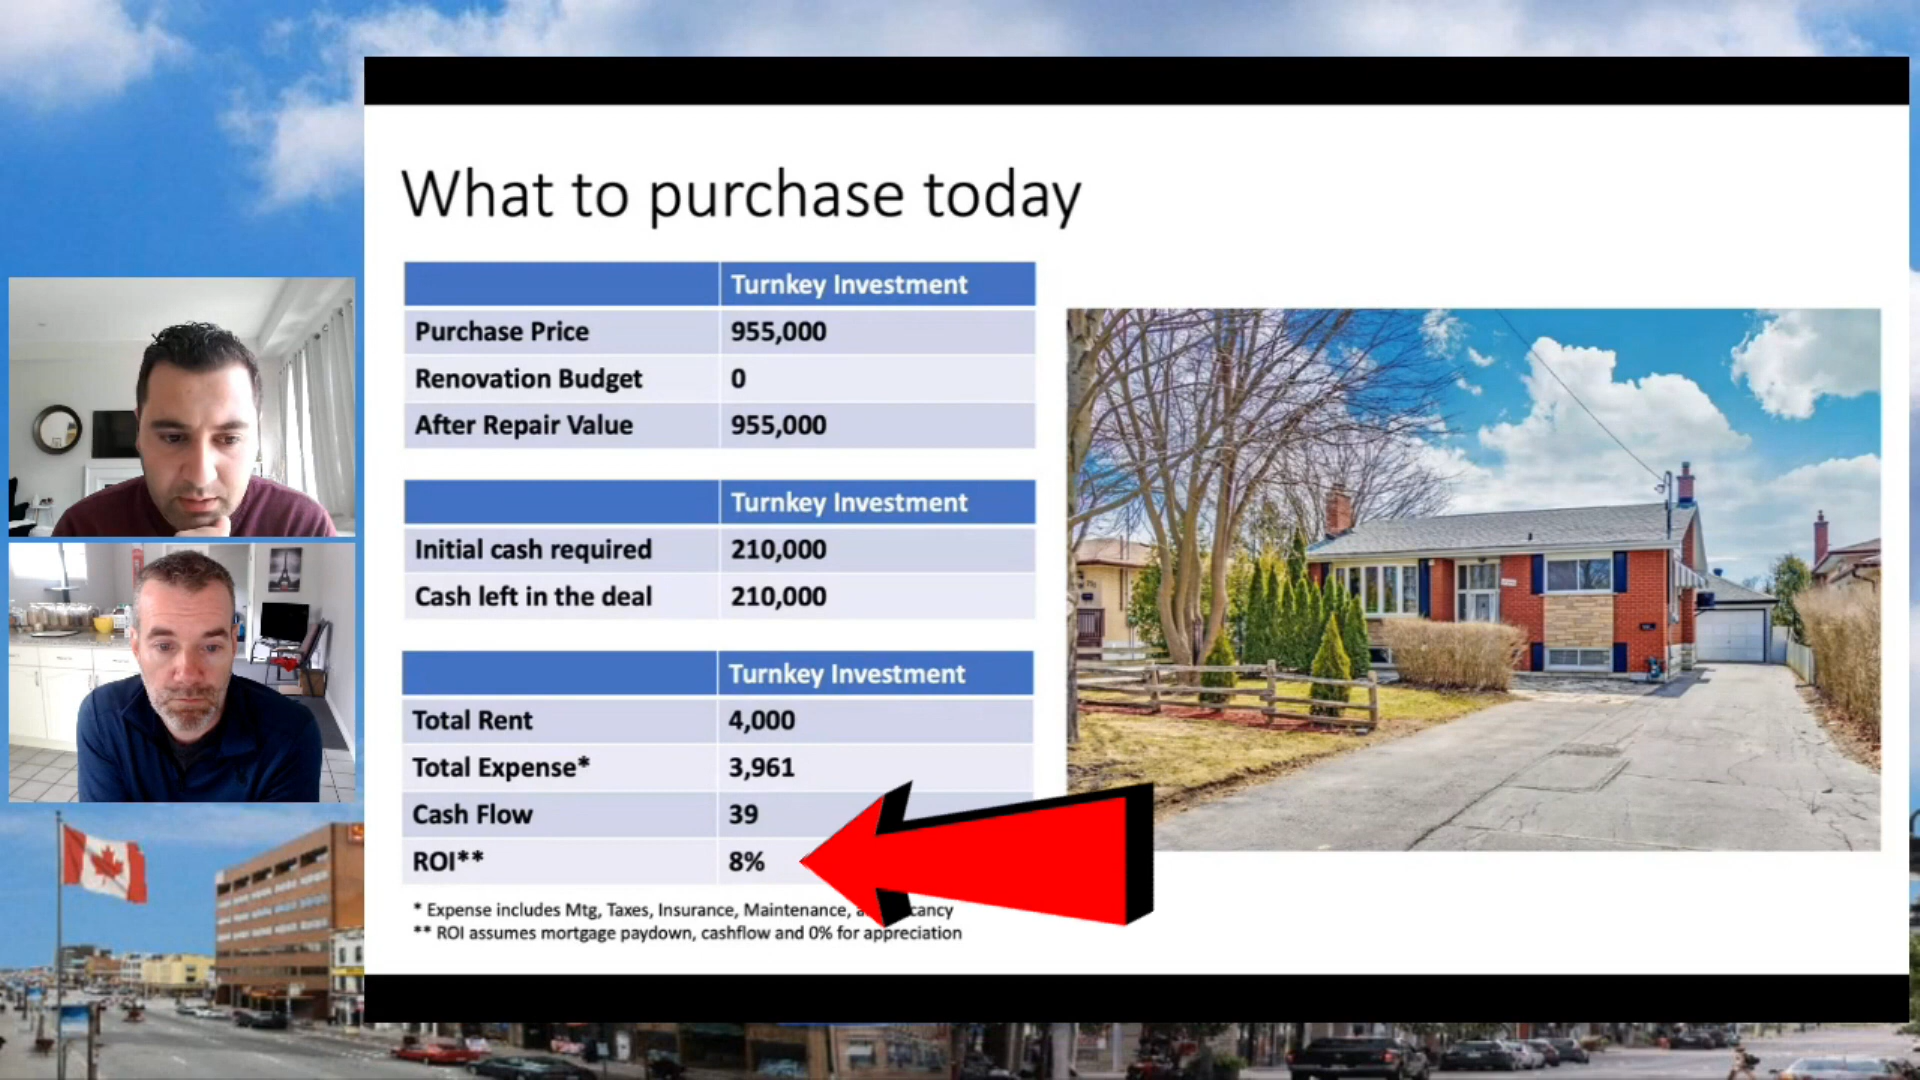 What to purchase today
Turnkey Investment
Purchase Price 955,000
Renovation Budget 0
After Repair Value 955,000
Turnkey Investment
Initial cash required 210,000
Cash left in the deal 210,000
Turnkey Investment
Total Rent 4,000
Total Expense* 3,961
Cash Flow 39
ROI** 8%
* Expense includes Mtg, Taxes, Insurance, Maintenance,
** ROI assumes mortgage paydown, cashflow and 0% for appreciation